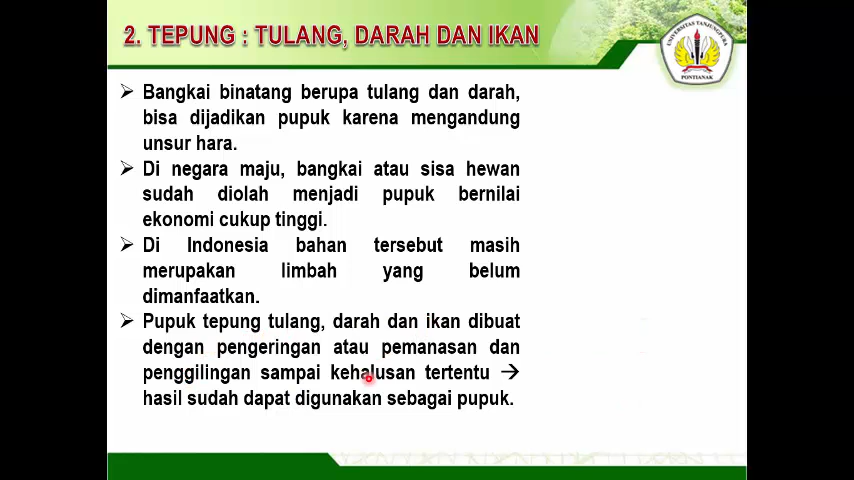 2. TEPUNG : TULANG, DARAH DAN IKAN
UNIVERSITAS TANJUNGPURA
PONTIANAK
➢ Bangkai binatang berupa tulang dan darah,
bisa dijadikan pupuk karena mengandung
unsur hara.
➢ Di negara maju, bangkai atau sisa hewan
sudah diolah menjadi pupuk bernilai
ekonomi cukup tinggi.
➢ Di Indonesia bahan tersebut masih
merupakan limbah yang belum
dimanfaatkan.
➢ Pupuk tepung tulang, darah dan ikan dibuat
dengan pengeringan atau pemanasan dan
penggilingan sampai kehalusan tertentu →
hasil sudah dapat digunakan sebagai pupuk.